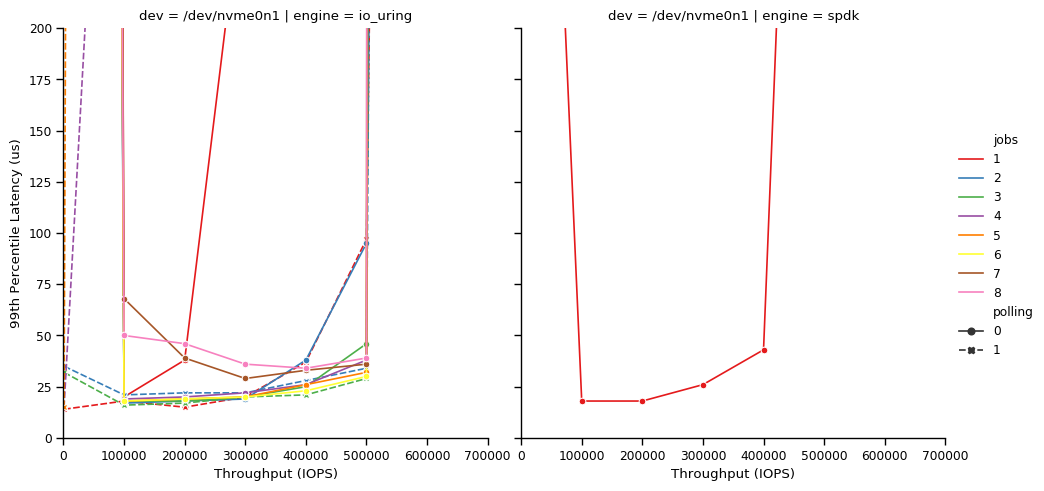 dev = /dev/nvme0n1 | engine = io_uring
dev = /dev/nvme0n1 | engine = spdk
99th Percentile Latency (us)
200
175
150
125
100
75
50
25
0
0 100000 200000 300000 400000 500000 600000 700000
Throughput (IOPS)
0 100000 200000 300000 400000 500000 600000 700000
Throughput (IOPS)
jobs
1
2
3
4
5
6
7
8
polling
0
1